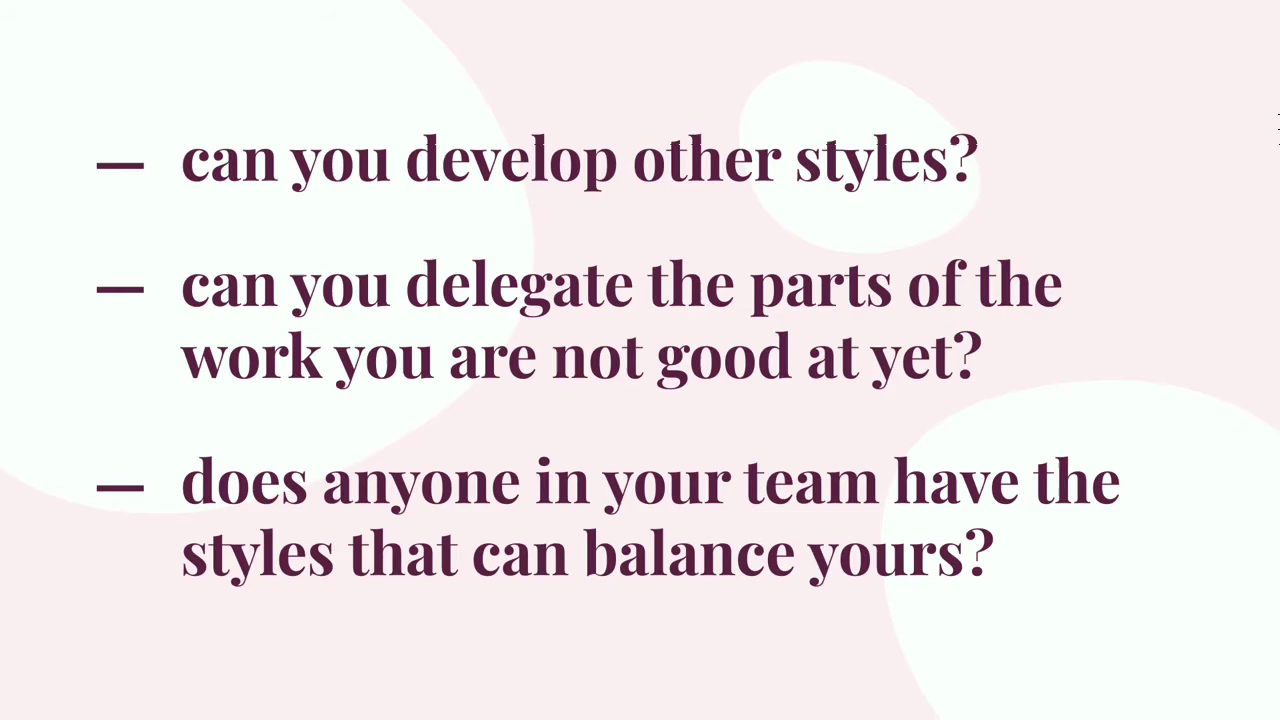 — can you develop other styles?
— can you delegate the parts of the
work you are not good at yet?
— does anyone in your team have the
styles that can balance yours?